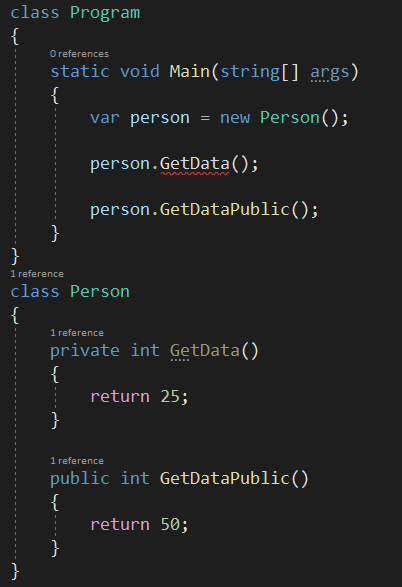 class Program
{
0 references
static void Main(string[] args)
{
var person = new Person();
person.GetData();
person.GetDataPublic();
}
}
1 reference
class Person
{
1 reference
private int GetData()
{
return 25;
}
1 reference
public int GetDataPublic()
{
return 50;
}
}